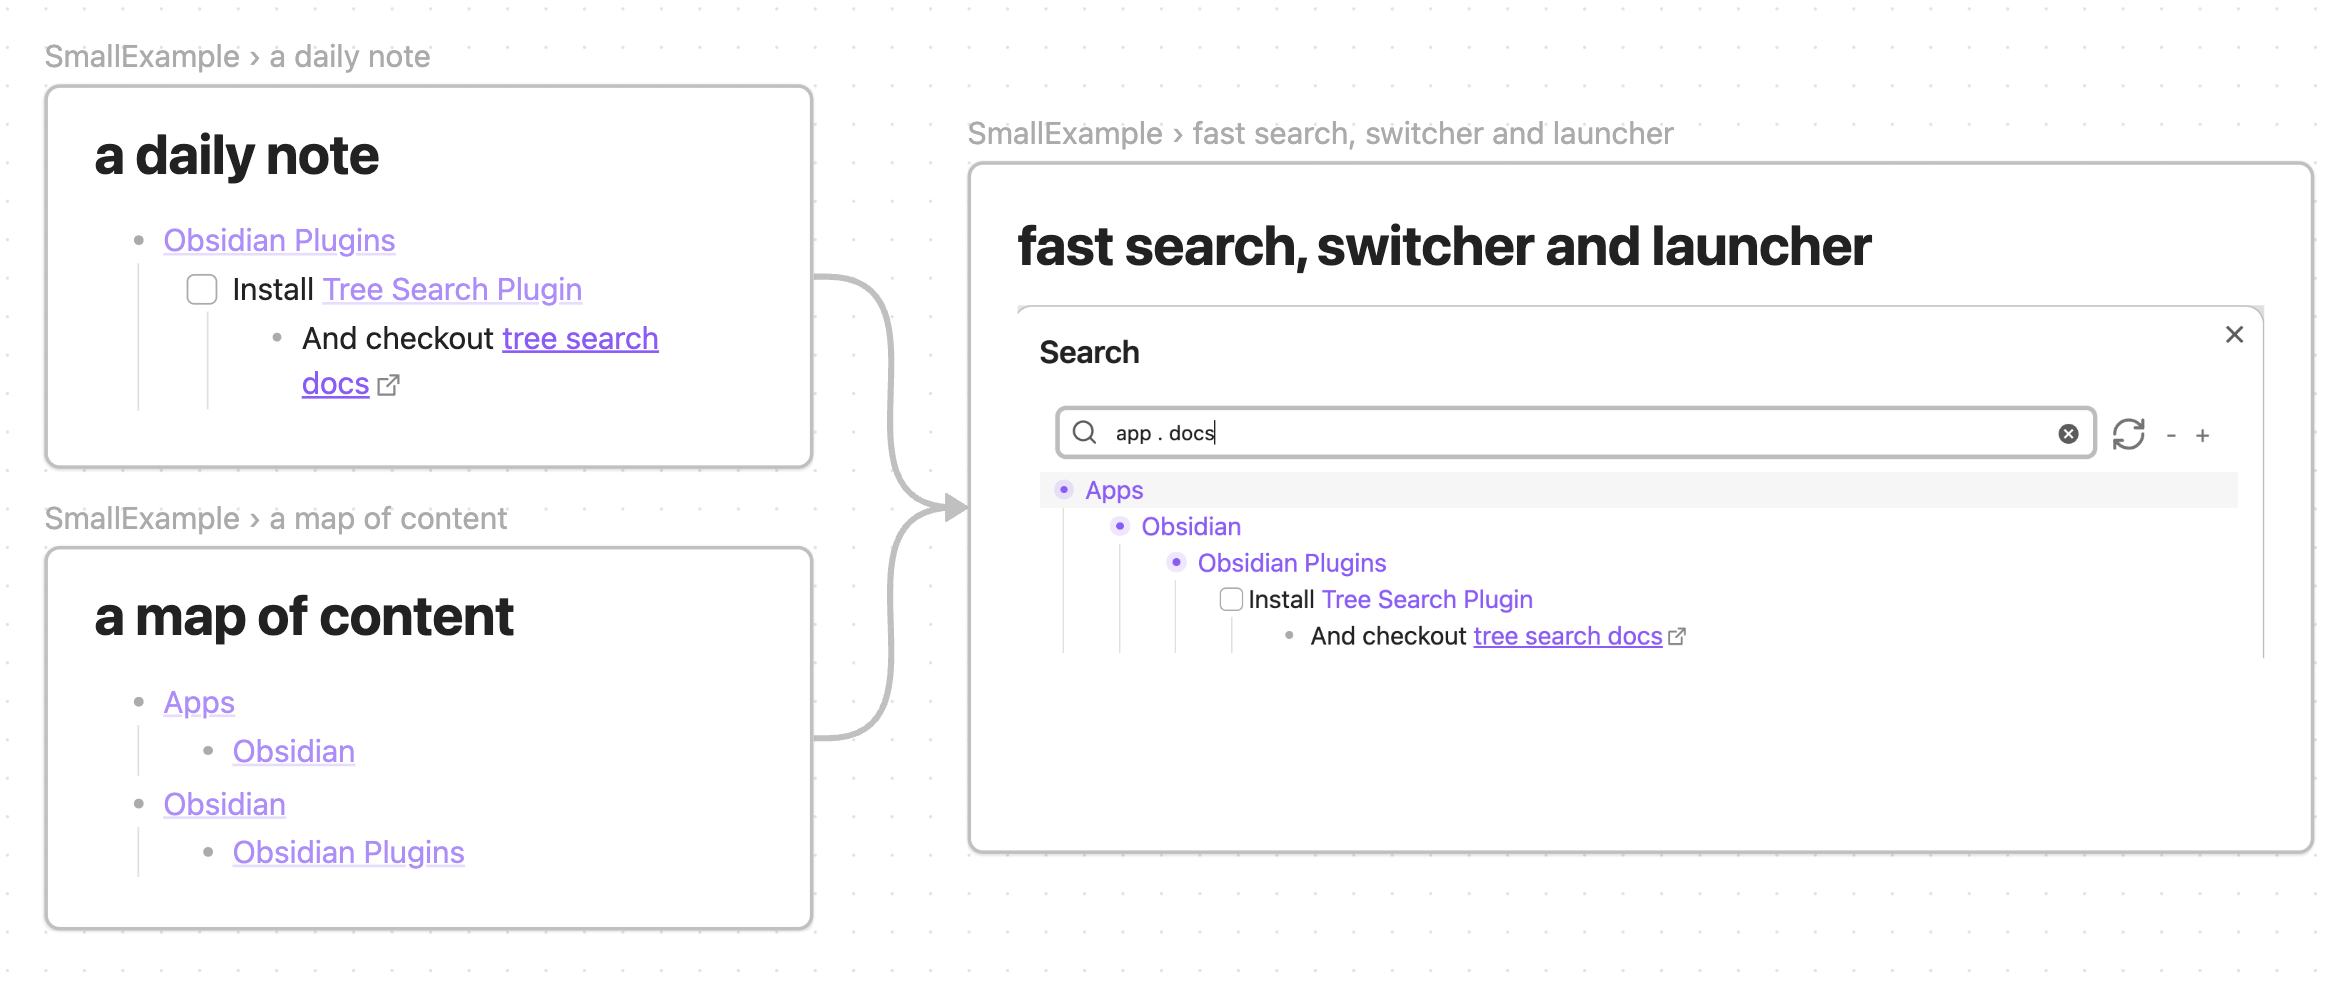 SmallExample › a daily note
a daily note
Obsidian Plugins
Install Tree Search Plugin
And checkout tree search
docs
SmallExample › a map of content
a map of content
Apps
Obsidian
Obsidian
Obsidian Plugins
SmallExample › fast search, switcher and launcher
fast search, switcher and launcher
Search
app . docs
- +
Apps
Obsidian
Obsidian Plugins
Install Tree Search Plugin
And checkout tree search docs